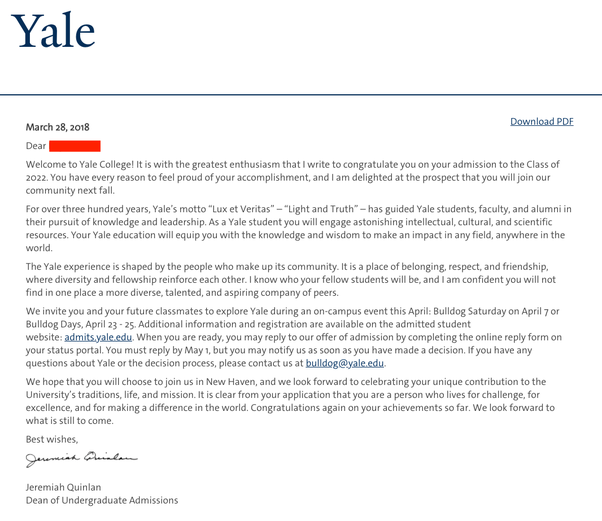 Yale
Download PDF
March 28, 2018
Dear
Welcome to Yale College! It is with the greatest enthusiasm that I write to congratulate you on your admission to the Class of
2022. You have every reason to feel proud of your accomplishment, and I am delighted at the prospect that you will join our
community next fall.
For over three hundred years, Yale's motto "Lux et Veritas" – "Light and Truth" – has guided Yale students, faculty, and alumni in
their pursuit of knowledge and leadership. As a Yale student you will engage astonishing intellectual, cultural, and scientific
resources. Your Yale education will equip you with the knowledge and wisdom to make an impact in any field, anywhere in the
world.
The Yale experience is shaped by the people who make up its community. It is a place of belonging, respect, and friendship,
where diversity and fellowship reinforce each other. I know who your fellow students will be, and I am confident you will not
find in one place a more diverse, talented, and aspiring company of peers.
We invite you and your future classmates to explore Yale during an on-campus event this April: Bulldog Saturday on April 7 or
Bulldog Days, April 23 - 25. Additional information and registration are available on the admitted student
website: admits.yale.edu. When you are ready, you may reply to our offer of admission by completing the online reply form on
your status portal. You must reply by May 1, but you may notify us as soon as you have made a decision. If you have any
questions about Yale or the decision process, please contact us at bulldog@yale.edu.
We hope that you will choose to join us in New Haven, and we look forward to celebrating your unique contribution to the
University's traditions, life, and mission. It is clear from your application that you are a person who lives for challenge, for
excellence, and for making a difference in the world. Congratulations again on your achievements so far. We look forward to
what is still to come.
Best wishes,
Jeremiah Quinlan
Jeremiah Quinlan
Dean of Undergraduate Admissions